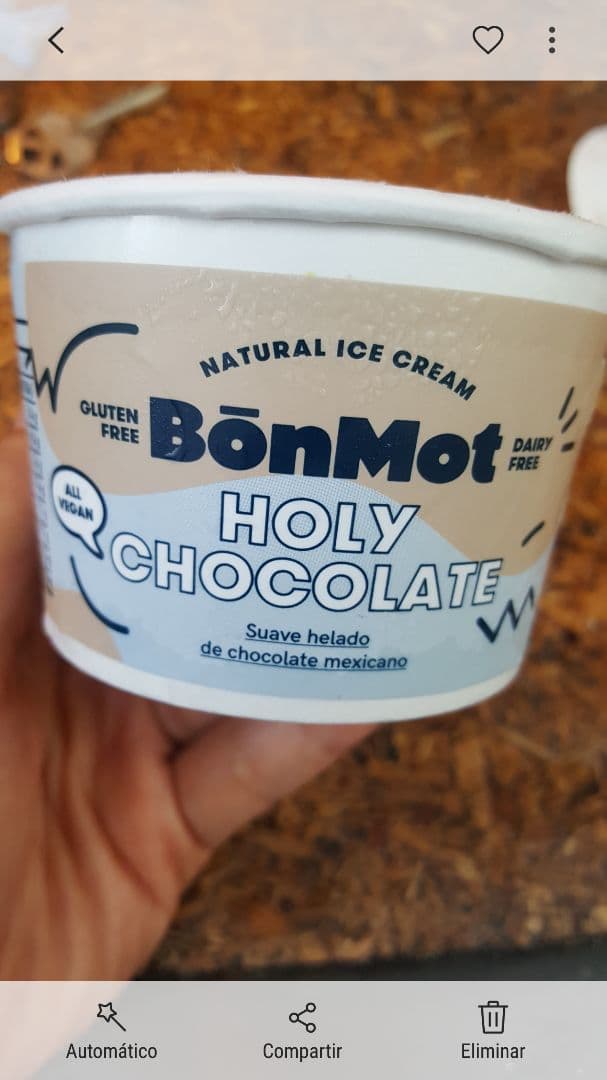 NATURAL ICE CREAM
GLUTEN
FREE
BōnMot
DAIRY
FREE
ALL
VEGAN
HOLY
CHOCOLATE
Suave helado
de chocolate mexicano
Automático
Compartir
Eliminar